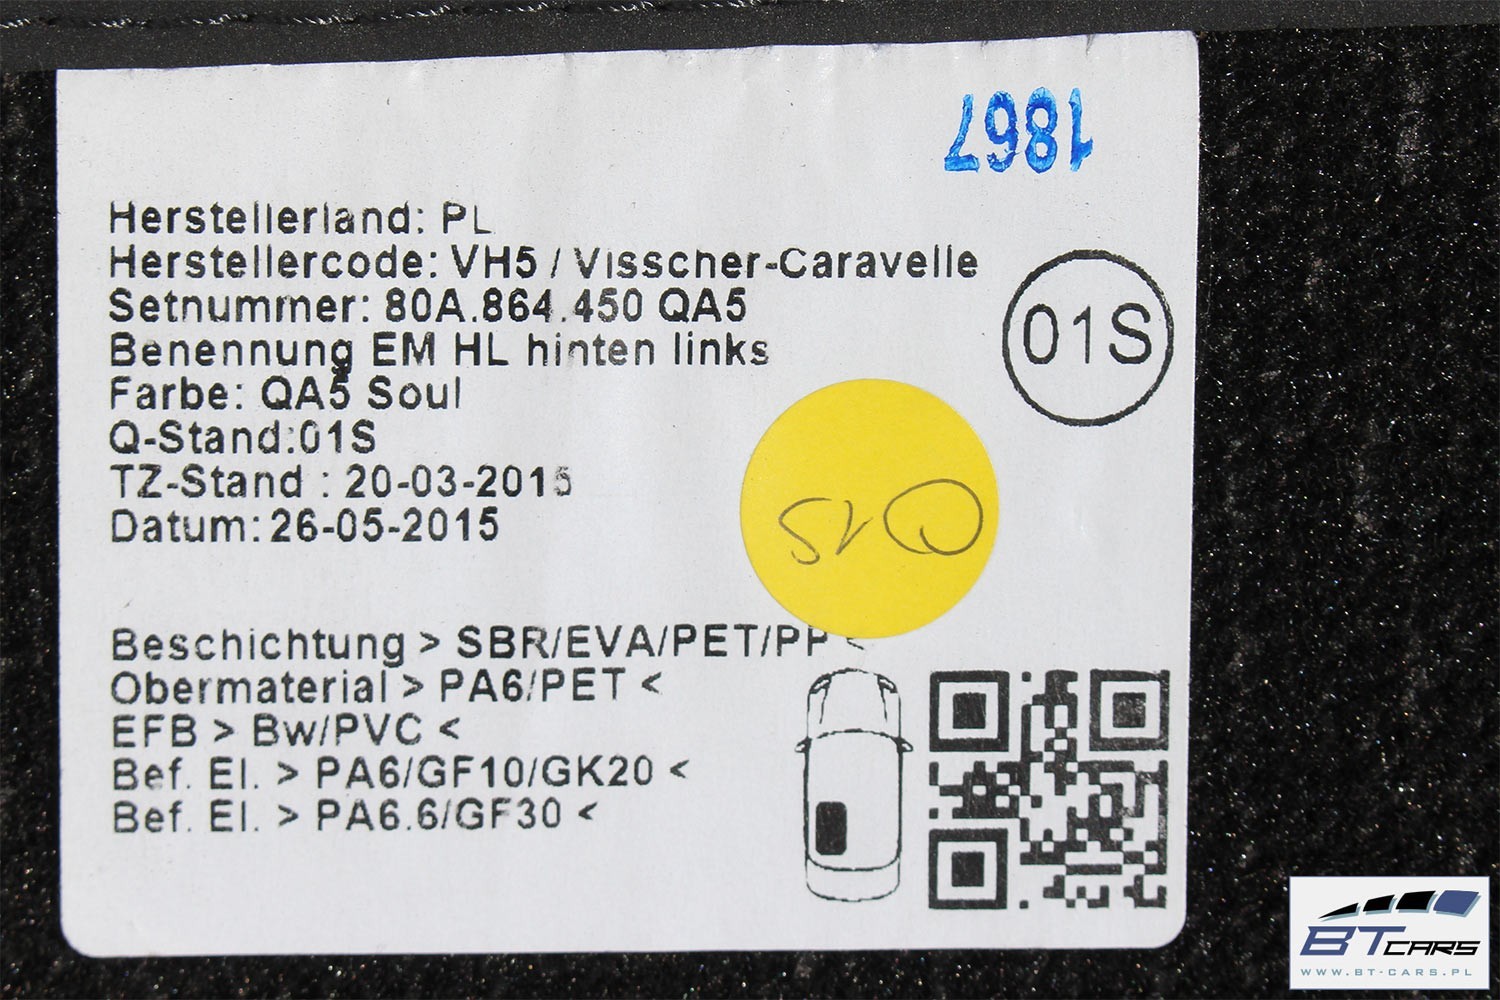 1867
Herstellerland: PL
Herstellercode: VH5 / Visscher-Caravelle
Setnummer: 80A.864.450 QA5
Benennung EM HL hinten links
Farbe: QA5 Soul
Q-Stand:01S
TZ-Stand : 20-03-2015
Datum: 26-05-2015
01S
Beschichtung > SBR/EVA/PET/PP <
Obermaterial > PA6/PET <
EFB > Bw/PVC <
Bef. El. > PA6/GF10/GK20 <
Bef. El. > PA6.6/GF30 <
BT CARS
WWW.BT-CARS.PL